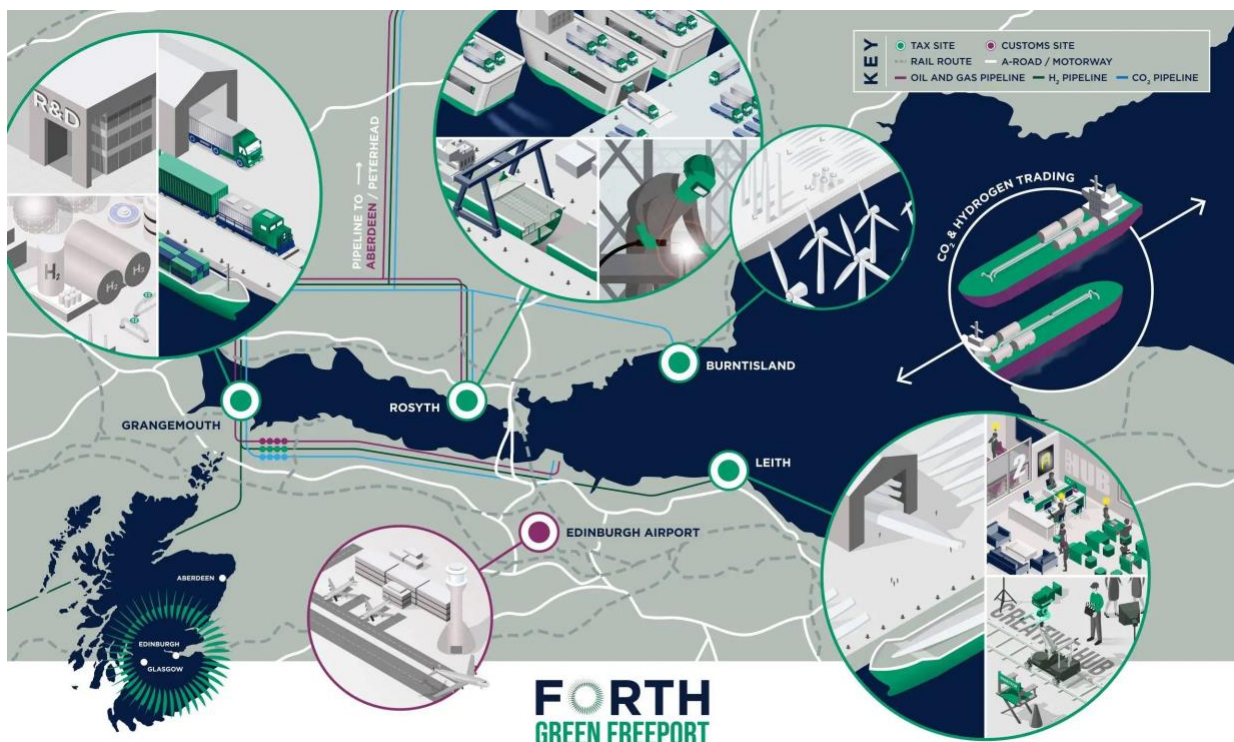 KEY
TAX SITE
CUSTOMS SITE
RAIL ROUTE
A-ROAD / MOTORWAY
OIL AND GAS PIPELINE
H₂ PIPELINE
CO₂ PIPELINE
R&D
H₂
H₂
H₂
PIPELINE TO →
ABERDEEN / PETERHEAD
CO₂ & HYDROGEN TRADING
BURNTISLAND
ROSYTH
GRANGEMOUTH
LEITH
EDINBURGH AIRPORT
ABERDEEN
EDINBURGH
GLASGOW
2
HUB
CREATIVE HUB
FORTH
GREEN FREEPORT